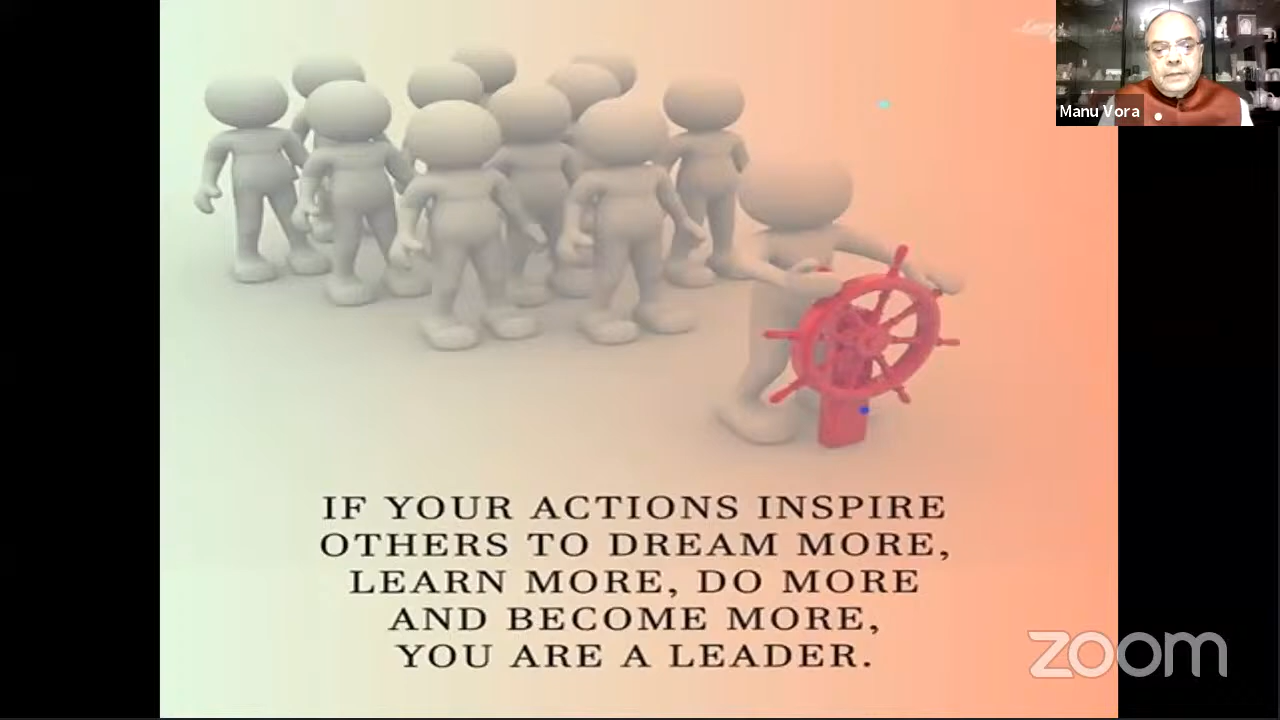 Manu Vora
IF YOUR ACTIONS INSPIRE
OTHERS TO DREAM MORE,
LEARN MORE, DO MORE
AND BECOME MORE,
YOU ARE A LEADER.
zoom